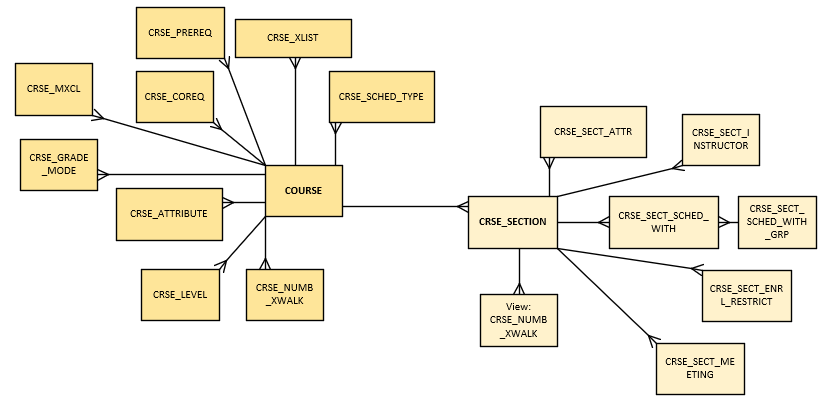 CRSE_PREREQ
CRSE_XLIST
CRSE_MXCL
CRSE_COREQ
CRSE_SCHED_TYPE
CRSE_GRADE
_MODE
COURSE
CRSE_ATTRIBUTE
CRSE_LEVEL
CRSE_NUMB
_XWALK
CRSE_SECT_ATTR
CRSE_SECT_I
NSTRUCTOR
CRSE_SECTION
CRSE_SECT_SCHED_
WITH
CRSE_SECT_
SCHED_WITH
_GRP
CRSE_SECT_ENR
L_RESTRICT
View:
CRSE_NUMB
_XWALK
CRSE_SECT_ME
ETING